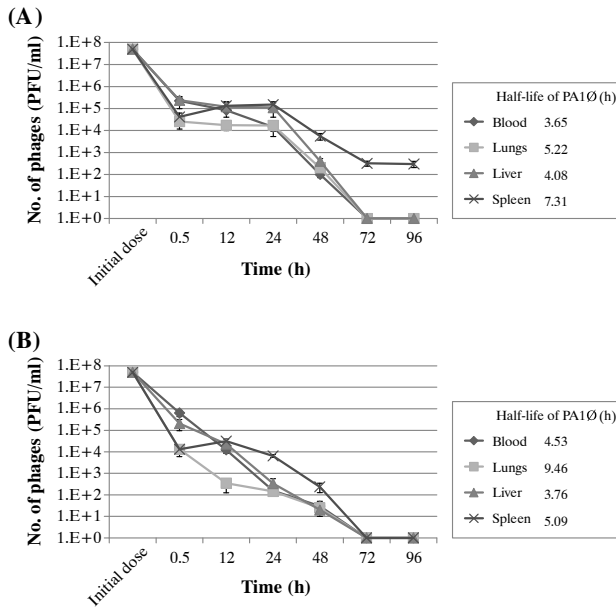 (A)
No. of phages (PFU/ml)
1.E+8
1.E+7
1.E+6
1.E+5
1.E+4
1.E+3
1.E+2
1.E+1
1.E+0
Initial dose
0.5
12
24
48
72
96
Time (h)
Half-life of PA1Ø (h)
Blood 3.65
Lungs 5.22
Liver 4.08
Spleen 7.31
(B)
No. of phages (PFU/ml)
1.E+8
1.E+7
1.E+6
1.E+5
1.E+4
1.E+3
1.E+2
1.E+1
1.E+0
Initial dose
0.5
12
24
48
72
96
Time (h)
Half-life of PA1Ø (h)
Blood 4.53
Lungs 9.46
Liver 3.76
Spleen 5.09